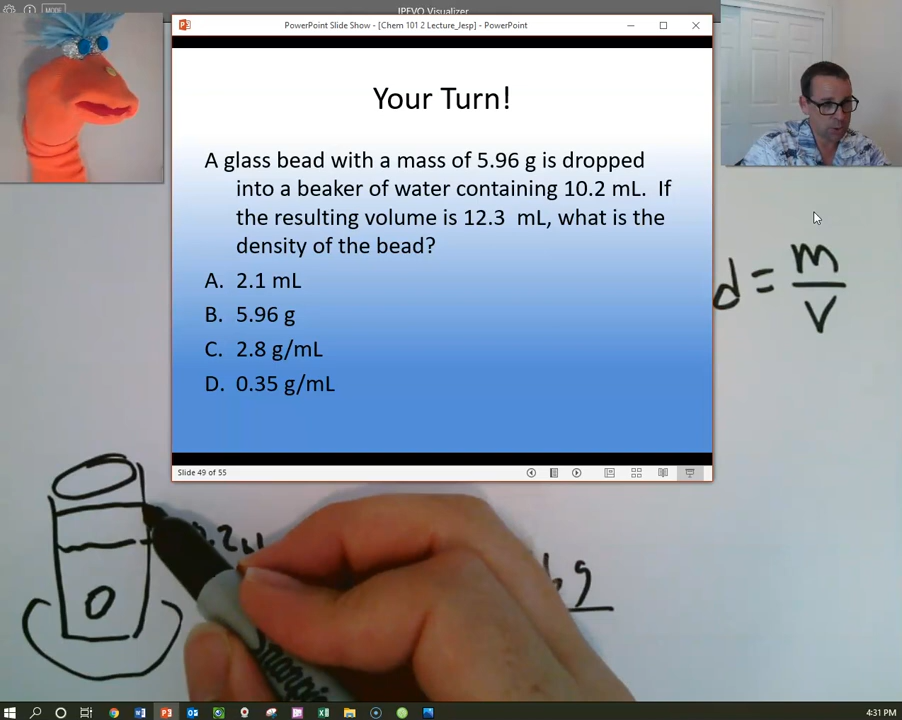 MODE
IPEVO Visualizer
PowerPoint Slide Show - [Chem 101 2 Lecture_Jesp] - PowerPoint
Your Turn!
A glass bead with a mass of 5.96 g is dropped
into a beaker of water containing 10.2 mL. If
the resulting volume is 12.3 mL, what is the
density of the bead?
A. 2.1 mL
B. 5.96 g
C. 2.8 g/mL
D. 0.35 g/mL
d = m
V
Slide 49 of 55
g
Sharpie
4:31 PM